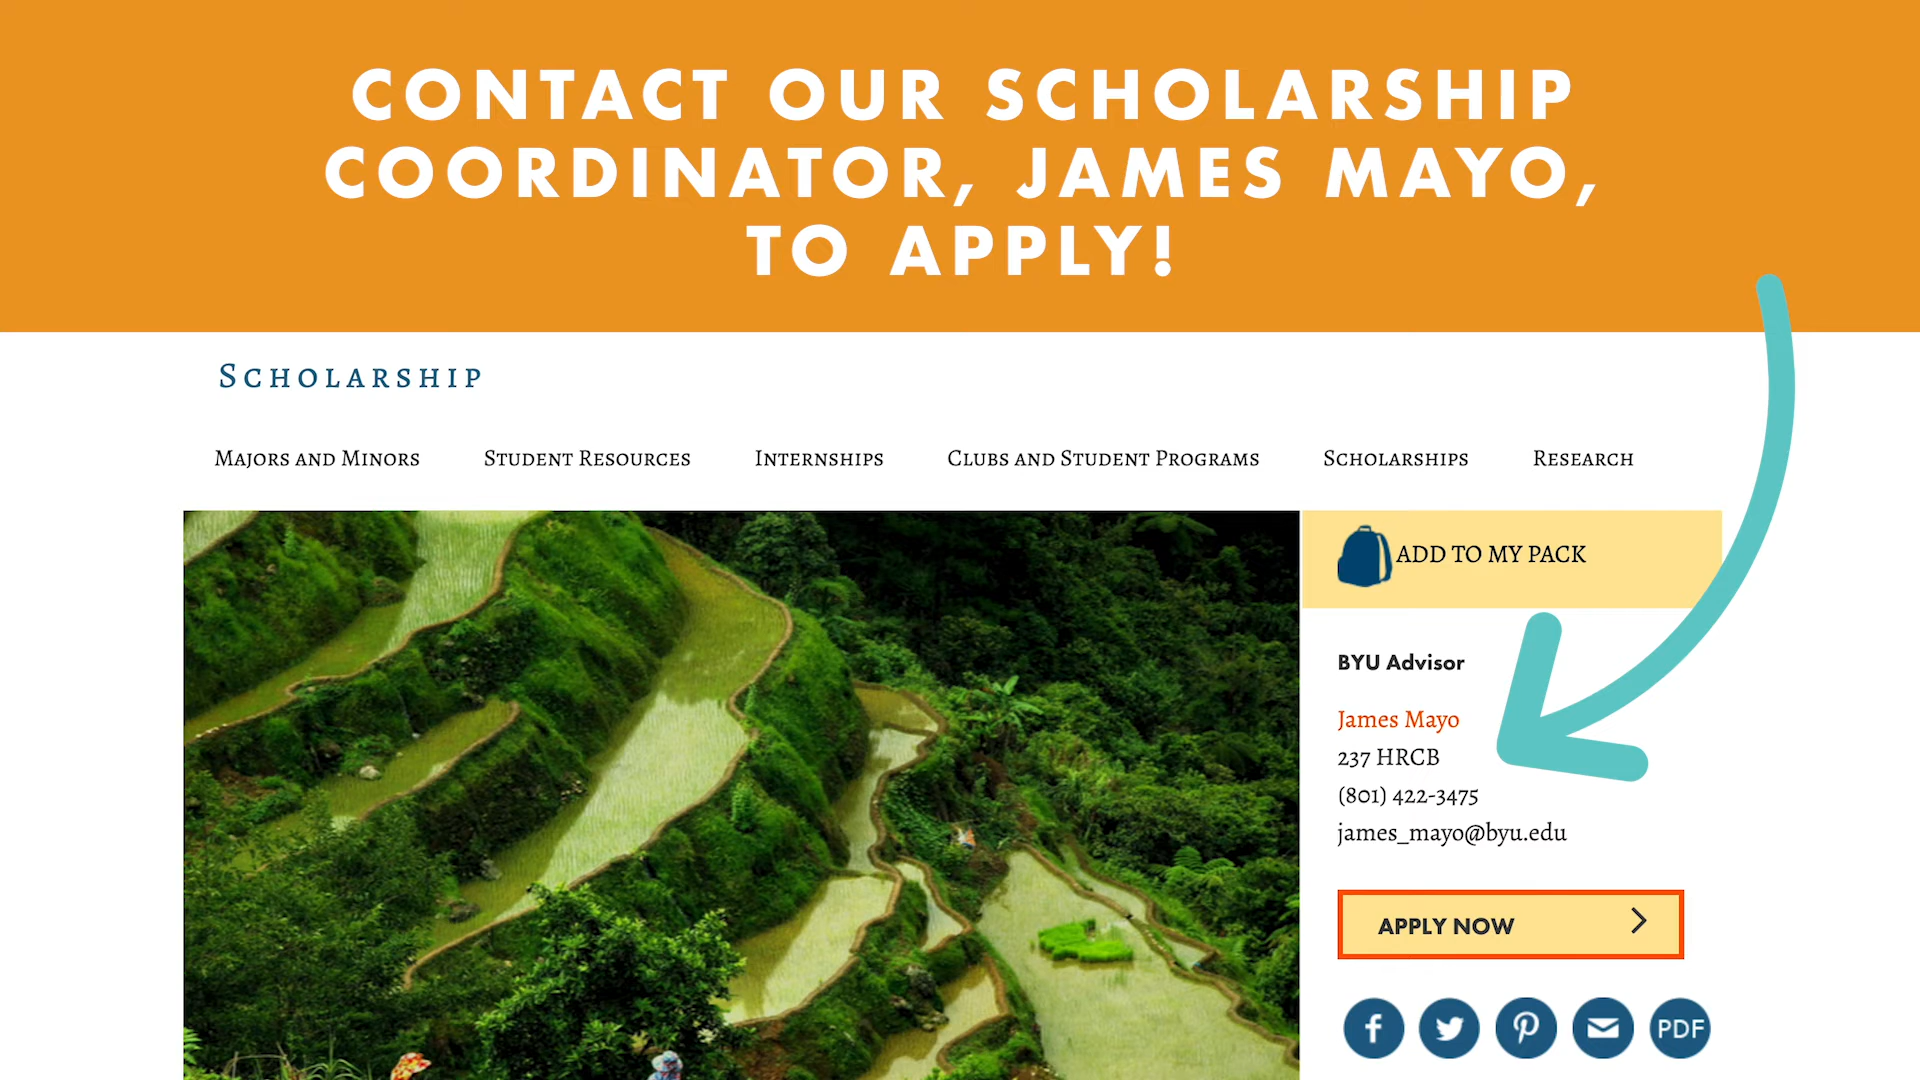 CONTACT OUR SCHOLARSHIP
COORDINATOR, JAMES MAYO,
TO APPLY!
SCHOLARSHIP
MAJORS AND MINORS
STUDENT RESOURCES
INTERNSHIPS
CLUBS AND STUDENT PROGRAMS
SCHOLARSHIPS
RESEARCH
ADD TO MY PACK
BYU Advisor
James Mayo
237 HRCB
(801) 422-3475
james_mayo@byu.edu
APPLY NOW
PDF